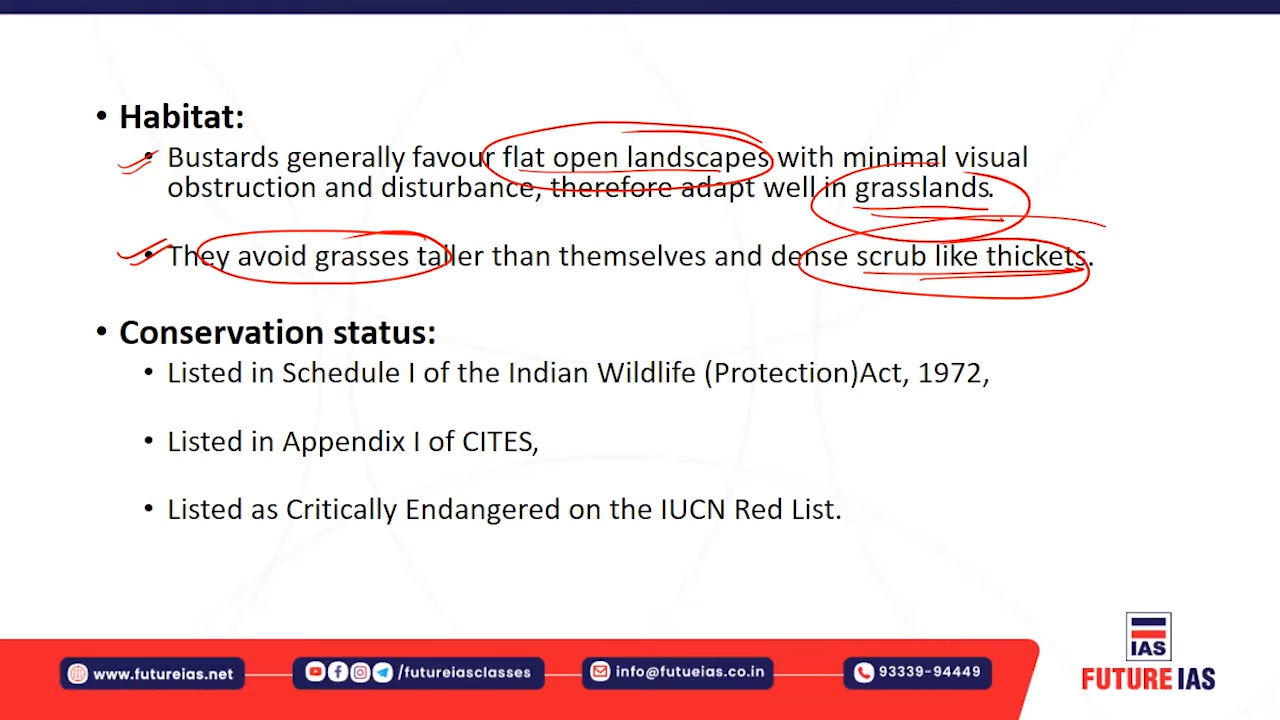 • Habitat:
• Bustards generally favour flat open landscapes with minimal visual
obstruction and disturbance, therefore adapt well in grasslands.
• They avoid grasses taller than themselves and dense scrub like thickets.
• Conservation status:
• Listed in Schedule I of the Indian Wildlife (Protection)Act, 1972,
• Listed in Appendix I of CITES,
• Listed as Critically Endangered on the IUCN Red List.
IAS
FUTURE IAS
www.futureias.net
/futureiasclasses
info@futueias.co.in
93339-94449